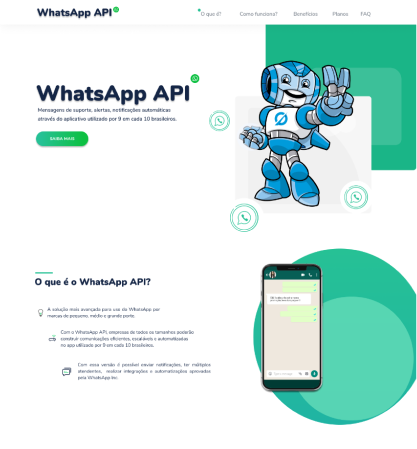 WhatsApp API
O que é?
Como funciona?
Benefícios
Planos
FAQ
WhatsApp API
Mensagens de suporte, alertas, notificações automáticas
através do aplicativo utilizado por 9 em cada 10 brasileiros.
SAIBA MAIS
O que é o WhatsApp API?
A solução mais avançada para uso do WhatsApp por
marcas de pequeno, médio e grande porte.
Com o WhatsApp API, empresas de todos os tamanhos poderão
construir comunicações eficientes, escaláveis e automatizadas
no app utilizado por 9 em cada 10 brasileiros.
Com essa versão é possível enviar notificações, ter múltiplos
atendentes, realizar integrações e automatizações aprovadas
pelo WhatsApp Inc.